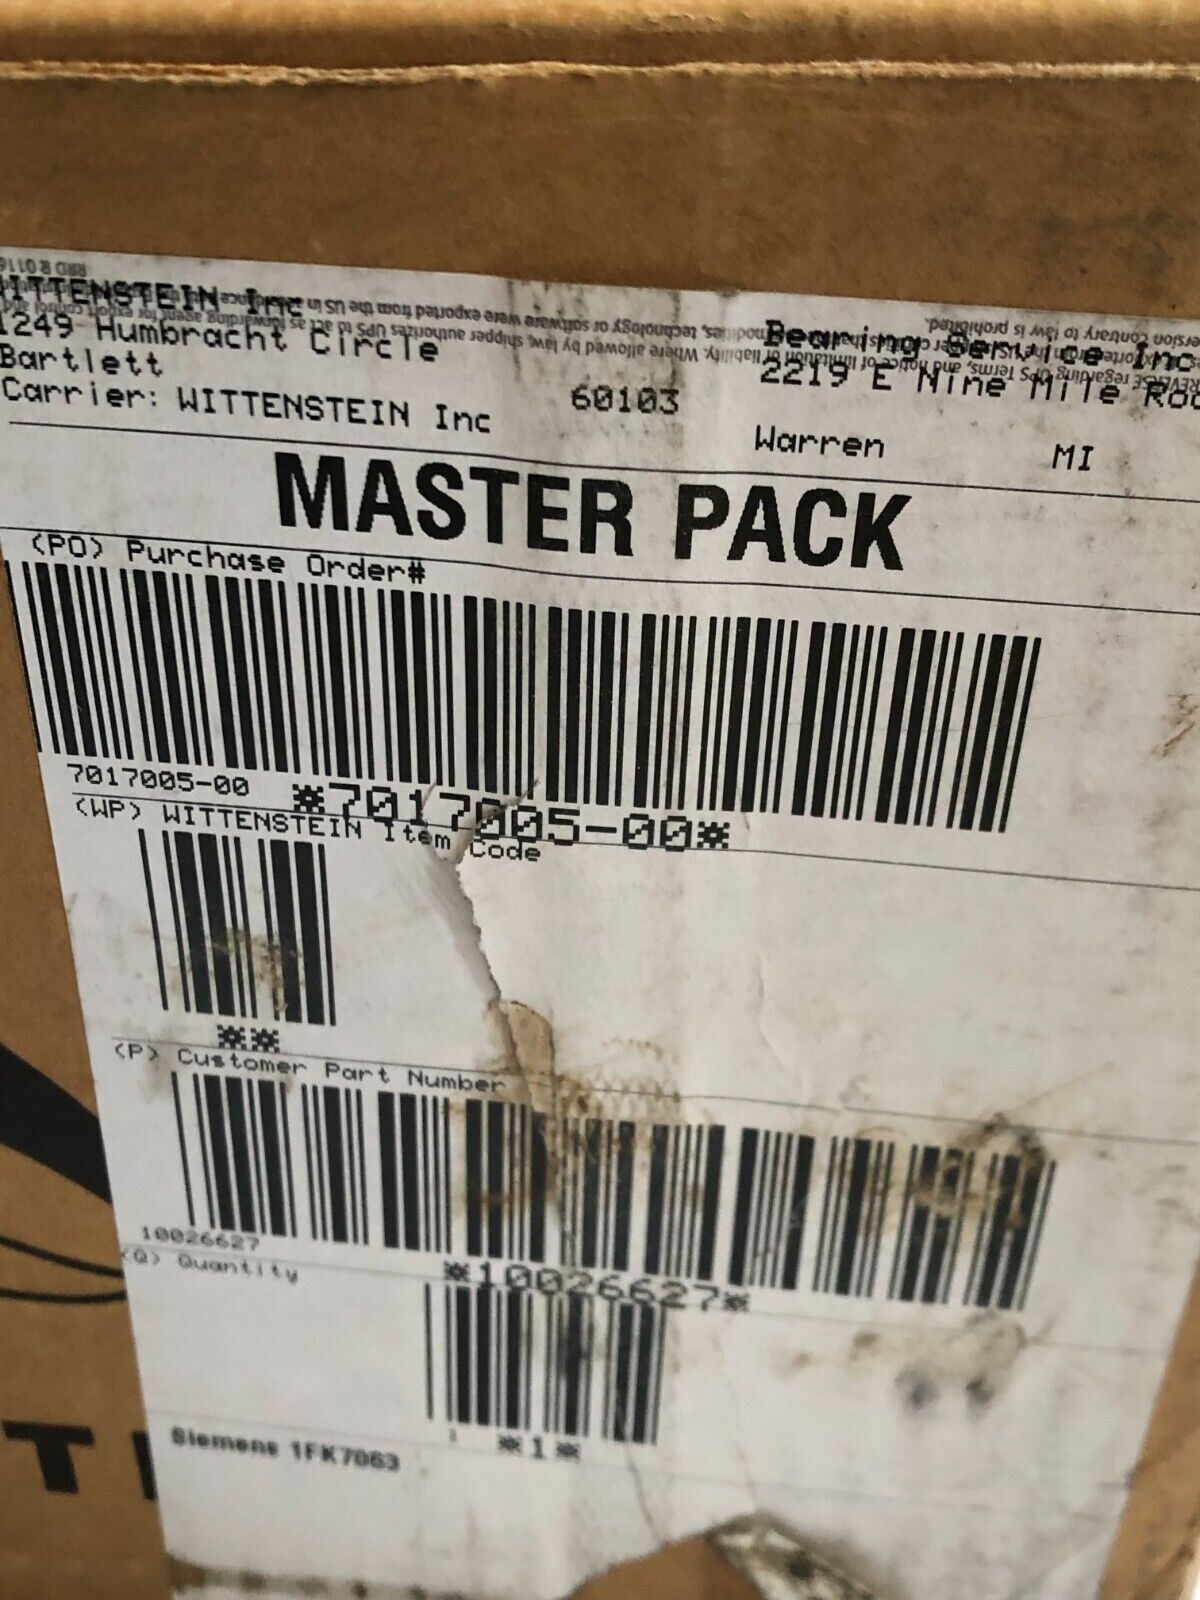 WITTENSTEIN Inc
1249 Humbracht Circle
Bartlett 60103
Carrier: WITTENSTEIN Inc
Bearing Service Inc
2219 E Nine Mile Roa
Warren MI
MASTER PACK
(PO) Purchase Order#
7017005-00 *7017005-00*
(WP) WITTENSTEIN Item Code
**
(P) Customer Part Number
10026627
*10026627*
(Q) Quantity
1 *1*
Siemens 1FK7063